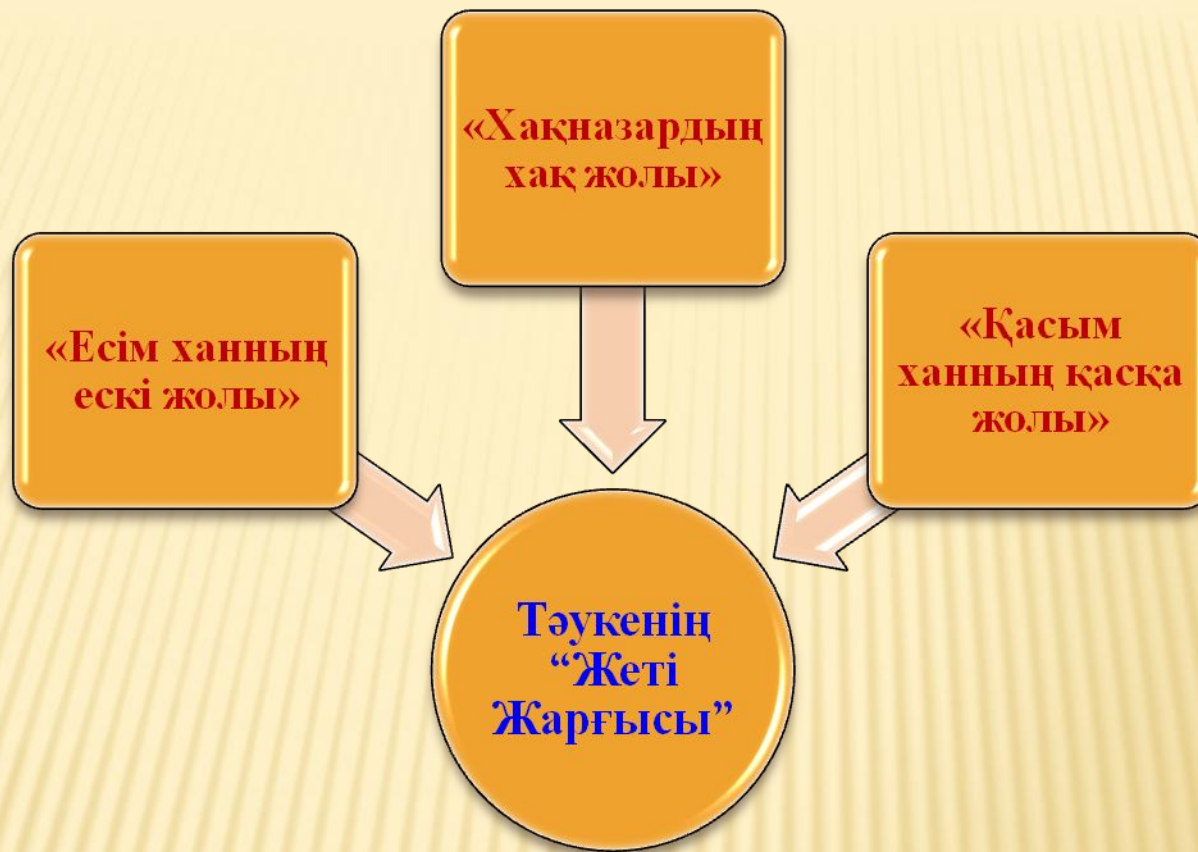 «Хақназардың
хақ жолы»
«Есім ханның
ескі жолы»
«Қасым
ханның қасқа
жолы»
Тәукенің
“Жеті
Жарғысы”